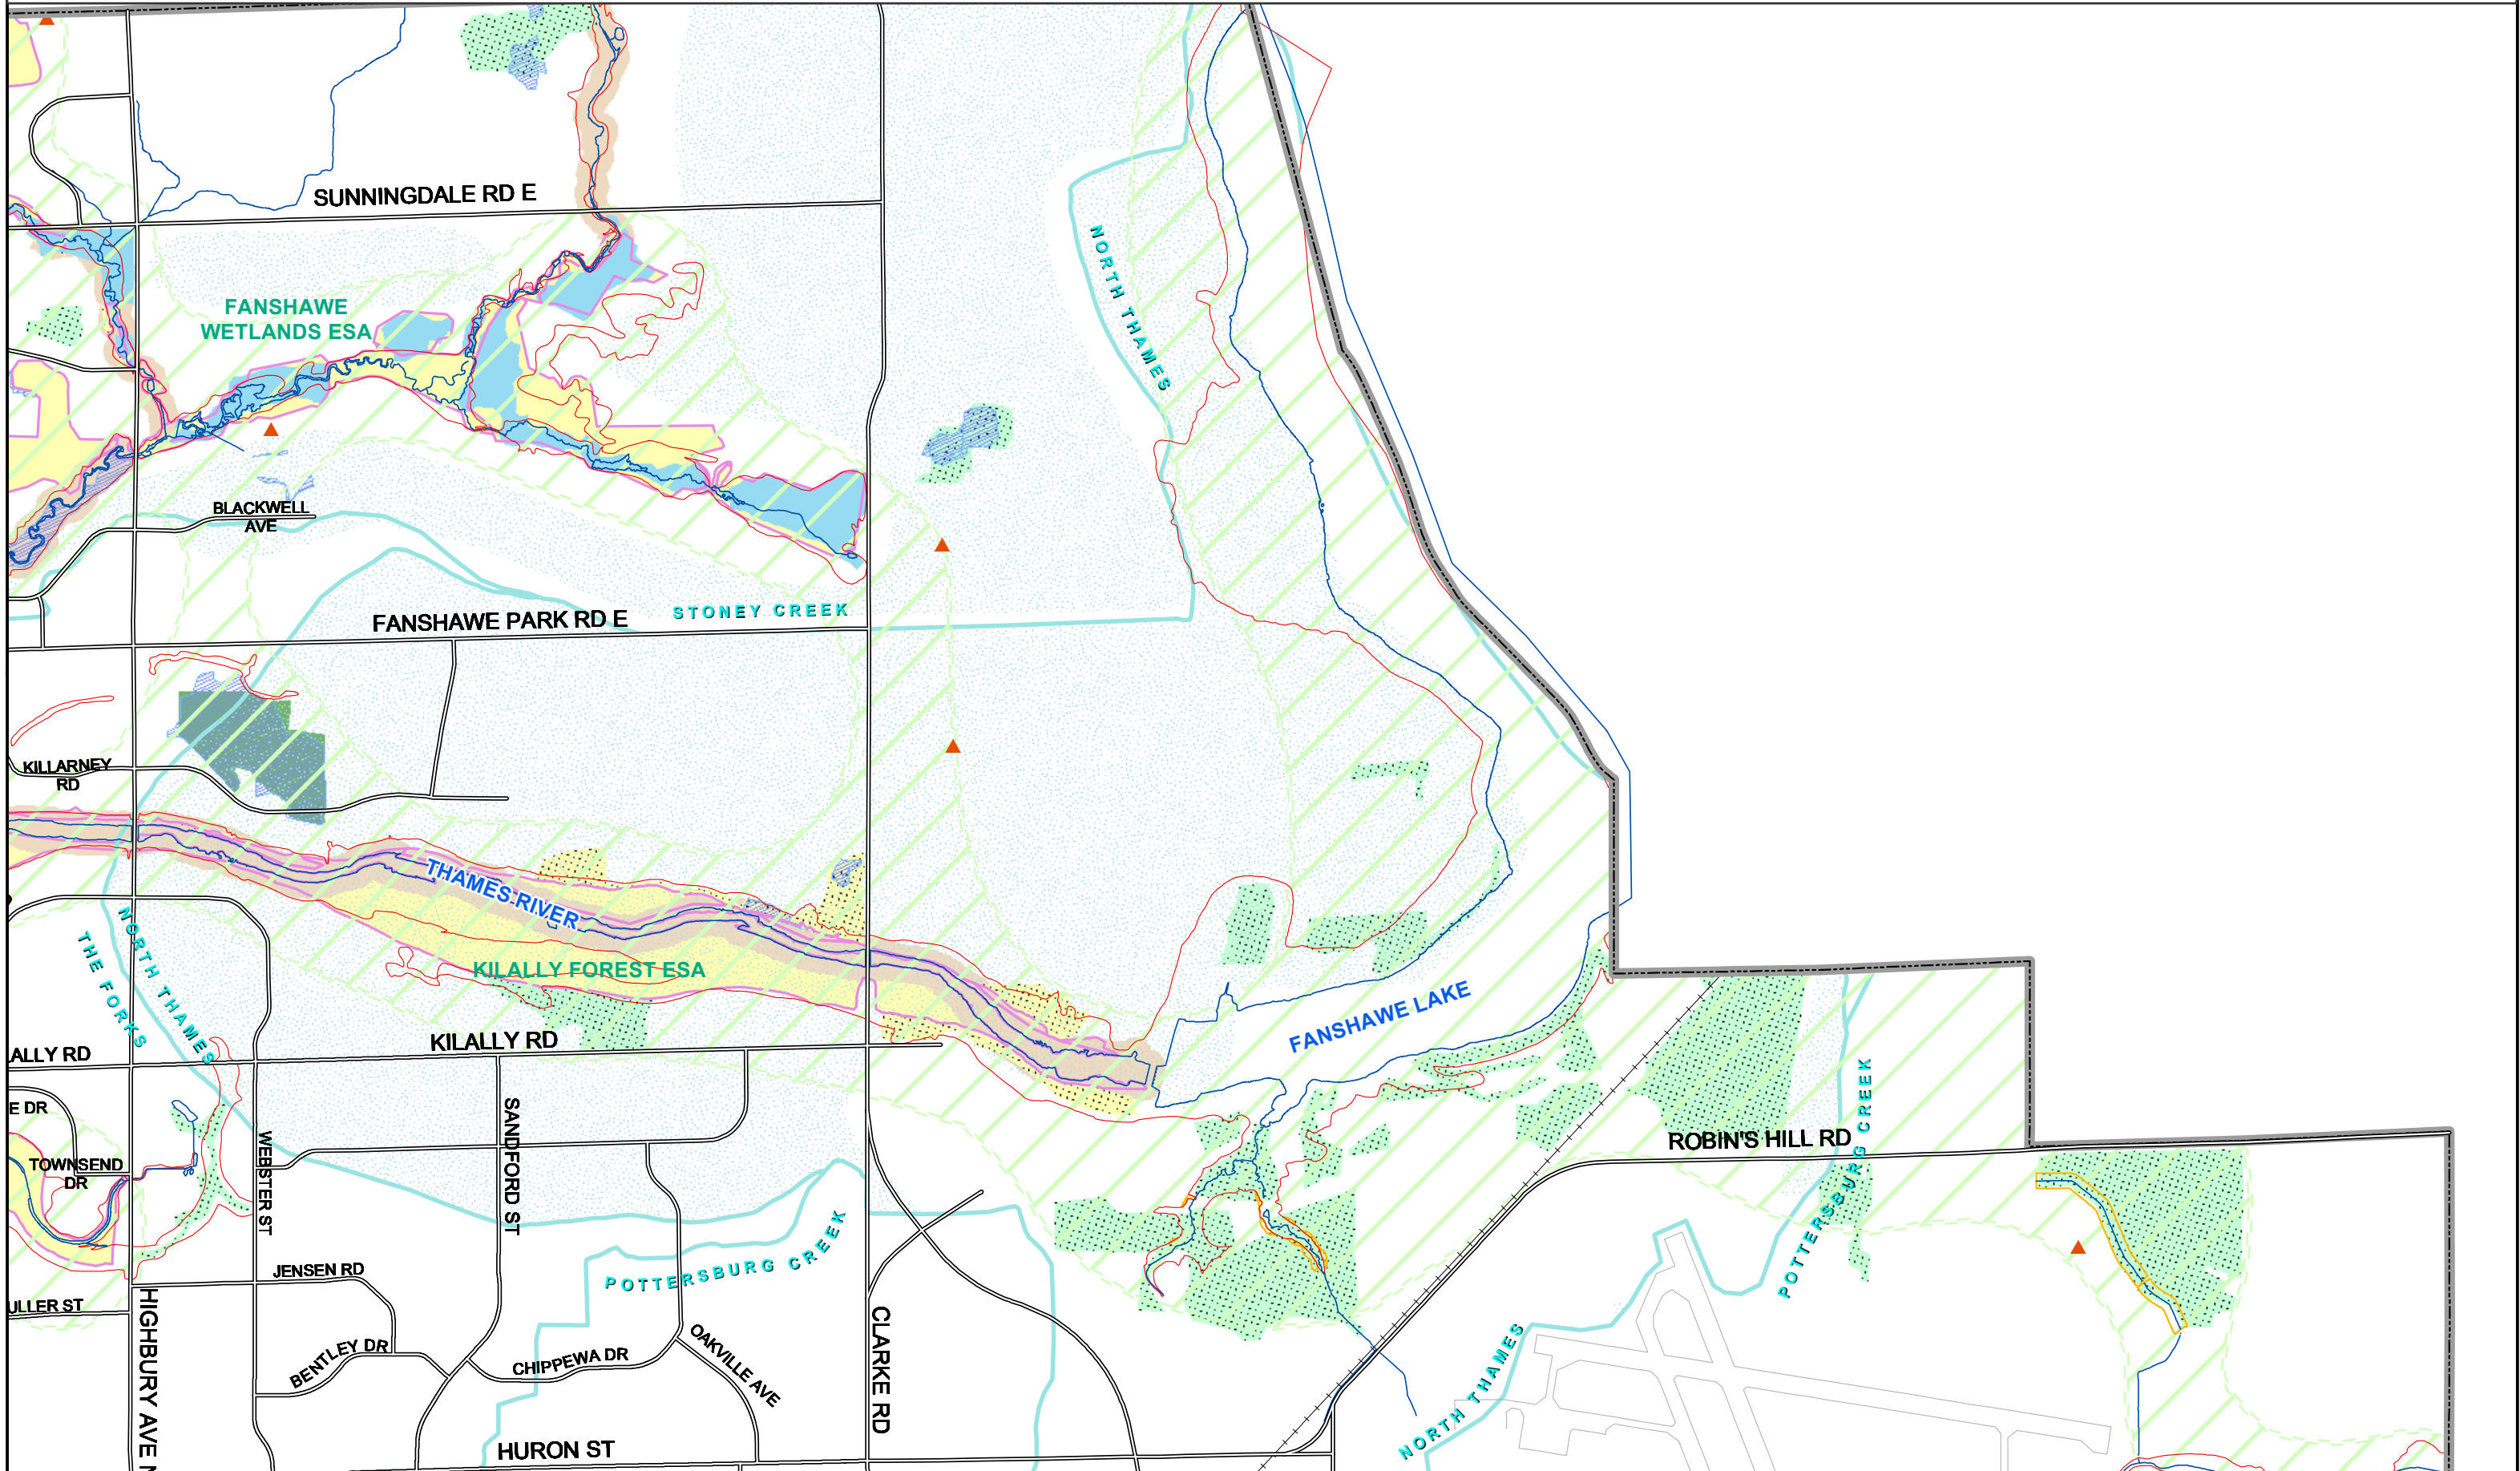 SUNNINGDALE RD E
NORTH THAMES
FANSHAWE
WETLANDS ESA
BLACKWELL
AVE
FANSHAWE PARK RD E
STONEY CREEK
KILLARNEY
RD
THAMES RIVER
NORTH THAMES
THE FORKS
KILALLY FOREST ESA
FANSHAWE LAKE
KILALLY RD
ALLY RD
E DR
SANDFORD ST
WEBSTER ST
TOWNSEND
DR
ROBIN'S HILL RD
POTTERSBURG CREEK
POTTERSBURG CREEK
JENSEN RD
ULLER ST
HIGHBURY AVE N
BENTLEY DR
CHIPPEWA DR
OAKVILLE AVE
CLARKE RD
NORTH THAMES
HURON ST